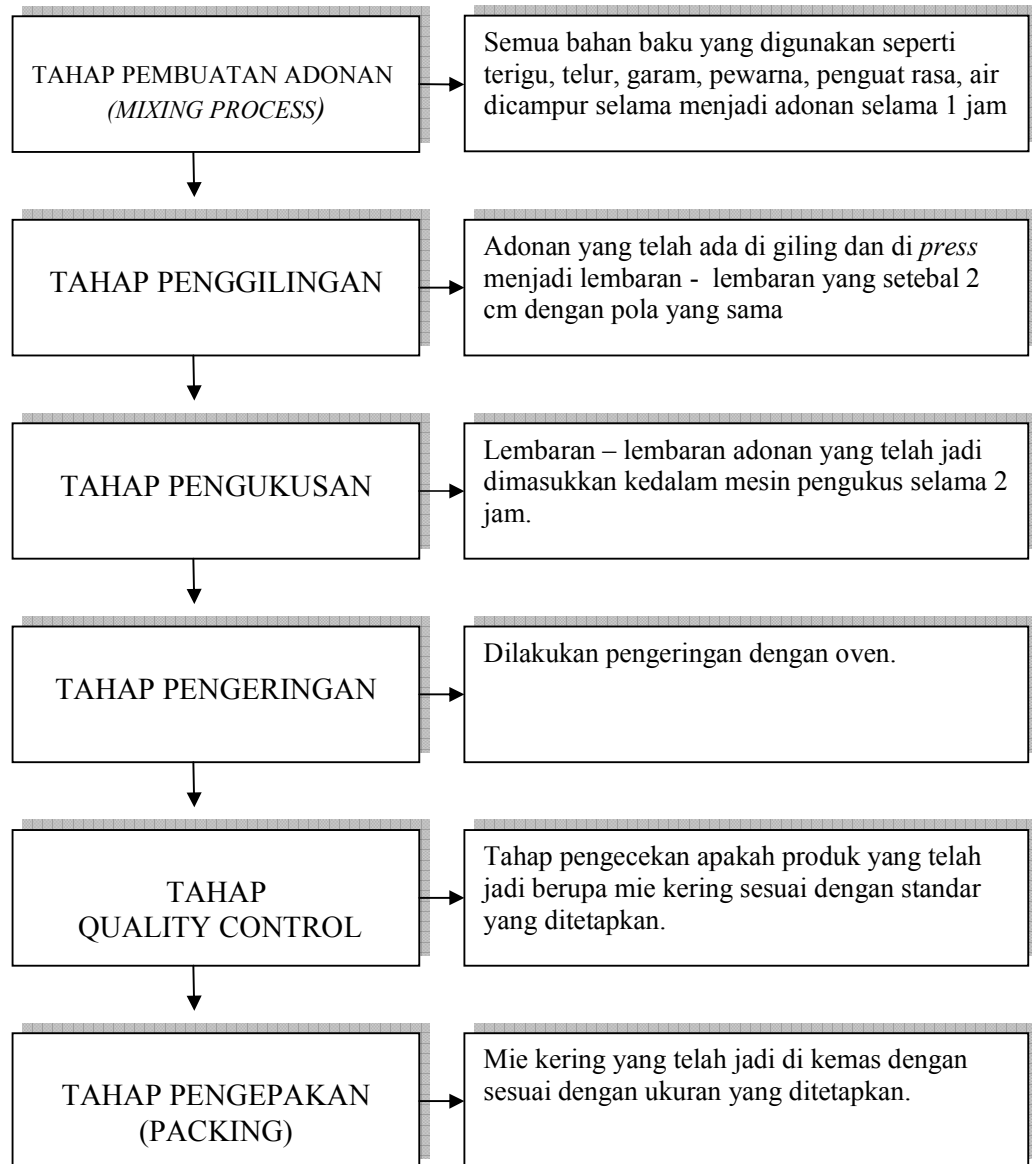 TAHAP PEMBUATAN ADONAN
(MIXING PROCESS)
Semua bahan baku yang digunakan seperti
terigu, telur, garam, pewarna, penguat rasa, air
dicampur selama menjadi adonan selama 1 jam
TAHAP PENGGILINGAN
Adonan yang telah ada di giling dan di press
menjadi lembaran - lembaran yang setebal 2
cm dengan pola yang sama
TAHAP PENGUKUSAN
Lembaran – lembaran adonan yang telah jadi
dimasukkan kedalam mesin pengukus selama 2
jam.
TAHAP PENGERINGAN
Dilakukan pengeringan dengan oven.
TAHAP
QUALITY CONTROL
Tahap pengecekan apakah produk yang telah
jadi berupa mie kering sesuai dengan standar
yang ditetapkan.
TAHAP PENGEPAKAN
(PACKING)
Mie kering yang telah jadi di kemas dengan
sesuai dengan ukuran yang ditetapkan.